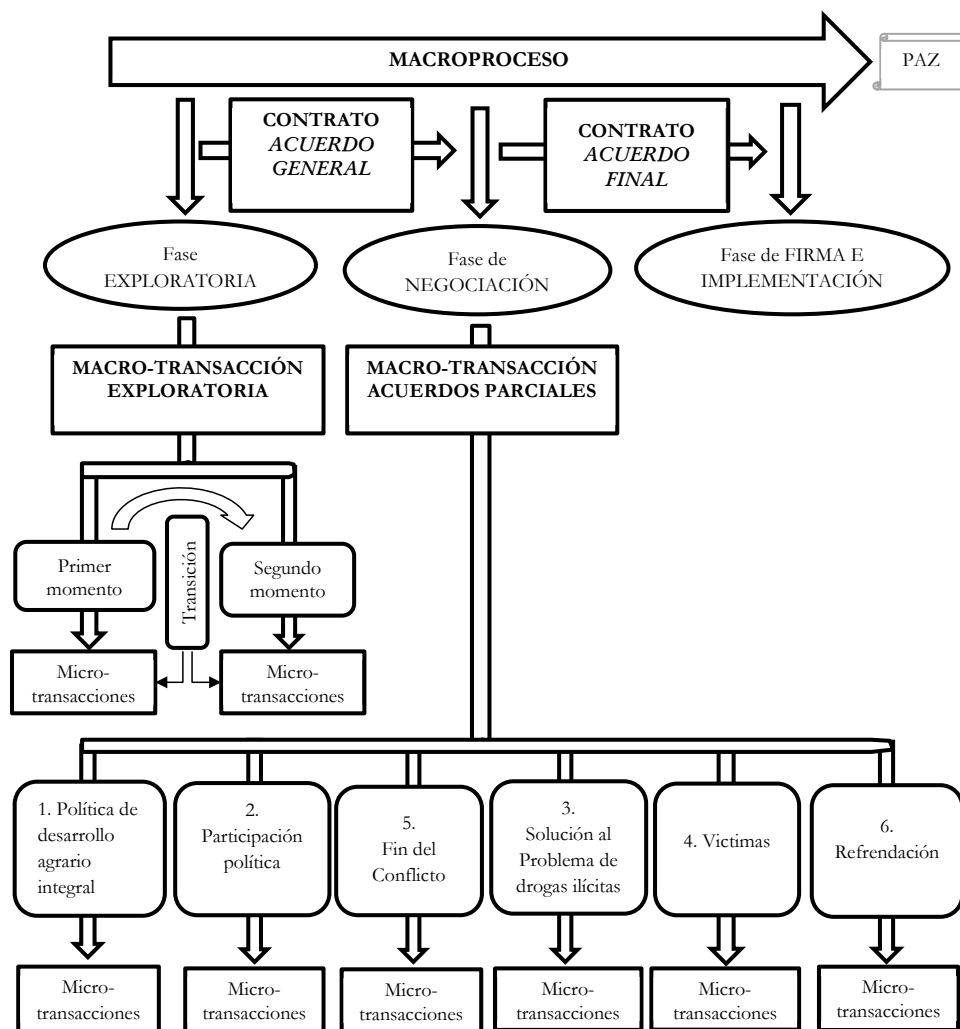 MACROPROCESO
PAZ
CONTRATO
ACUERDO
GENERAL
CONTRATO
ACUERDO
FINAL
Fase
EXPLORATORIA
Fase de
NEGOCIACIÓN
Fase de FIRMA E
IMPLEMENTACIÓN
MACRO-TRANSACCIÓN
EXPLORATORIA
MACRO-TRANSACCIÓN
ACUERDOS PARCIALES
Primer
momento
Transición
Segundo
momento
Micro-
transacciones
Micro-
transacciones
1. Política de
desarrollo
agrario
integral
2.
Participación
política
5.
Fin del
Conflicto
3.
Solución al
Problema de
drogas ilícitas
4. Victimas
6.
Refrendación
Micro-
transacciones
Micro-
transacciones
Micro-
transacciones
Micro-
transacciones
Micro-
transacciones
Micro-
transacciones